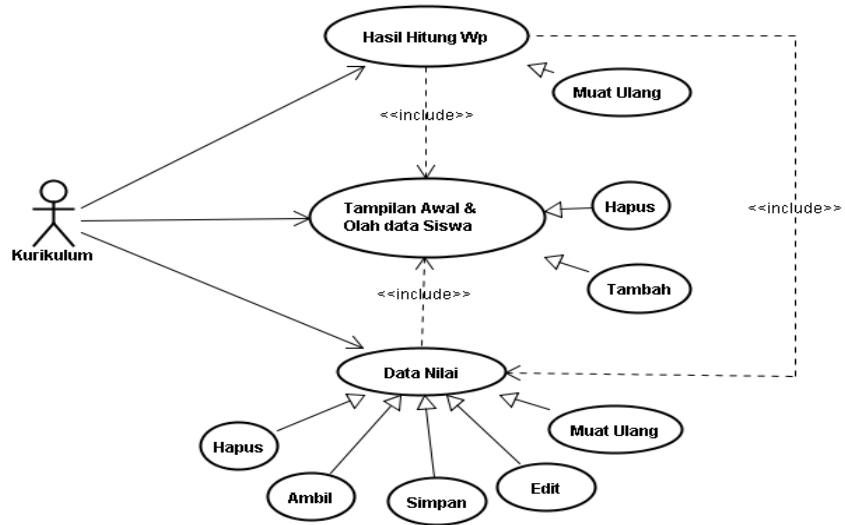 Hasil Hitung Wp
Muat Ulang
<<include>>
Tampilan Awal &
Olah data Siswa
Hapus
<<include>>
Kurikulum
Tambah
<<include>>
Data Nilai
Muat Ulang
Hapus
Ambil
Simpan
Edit